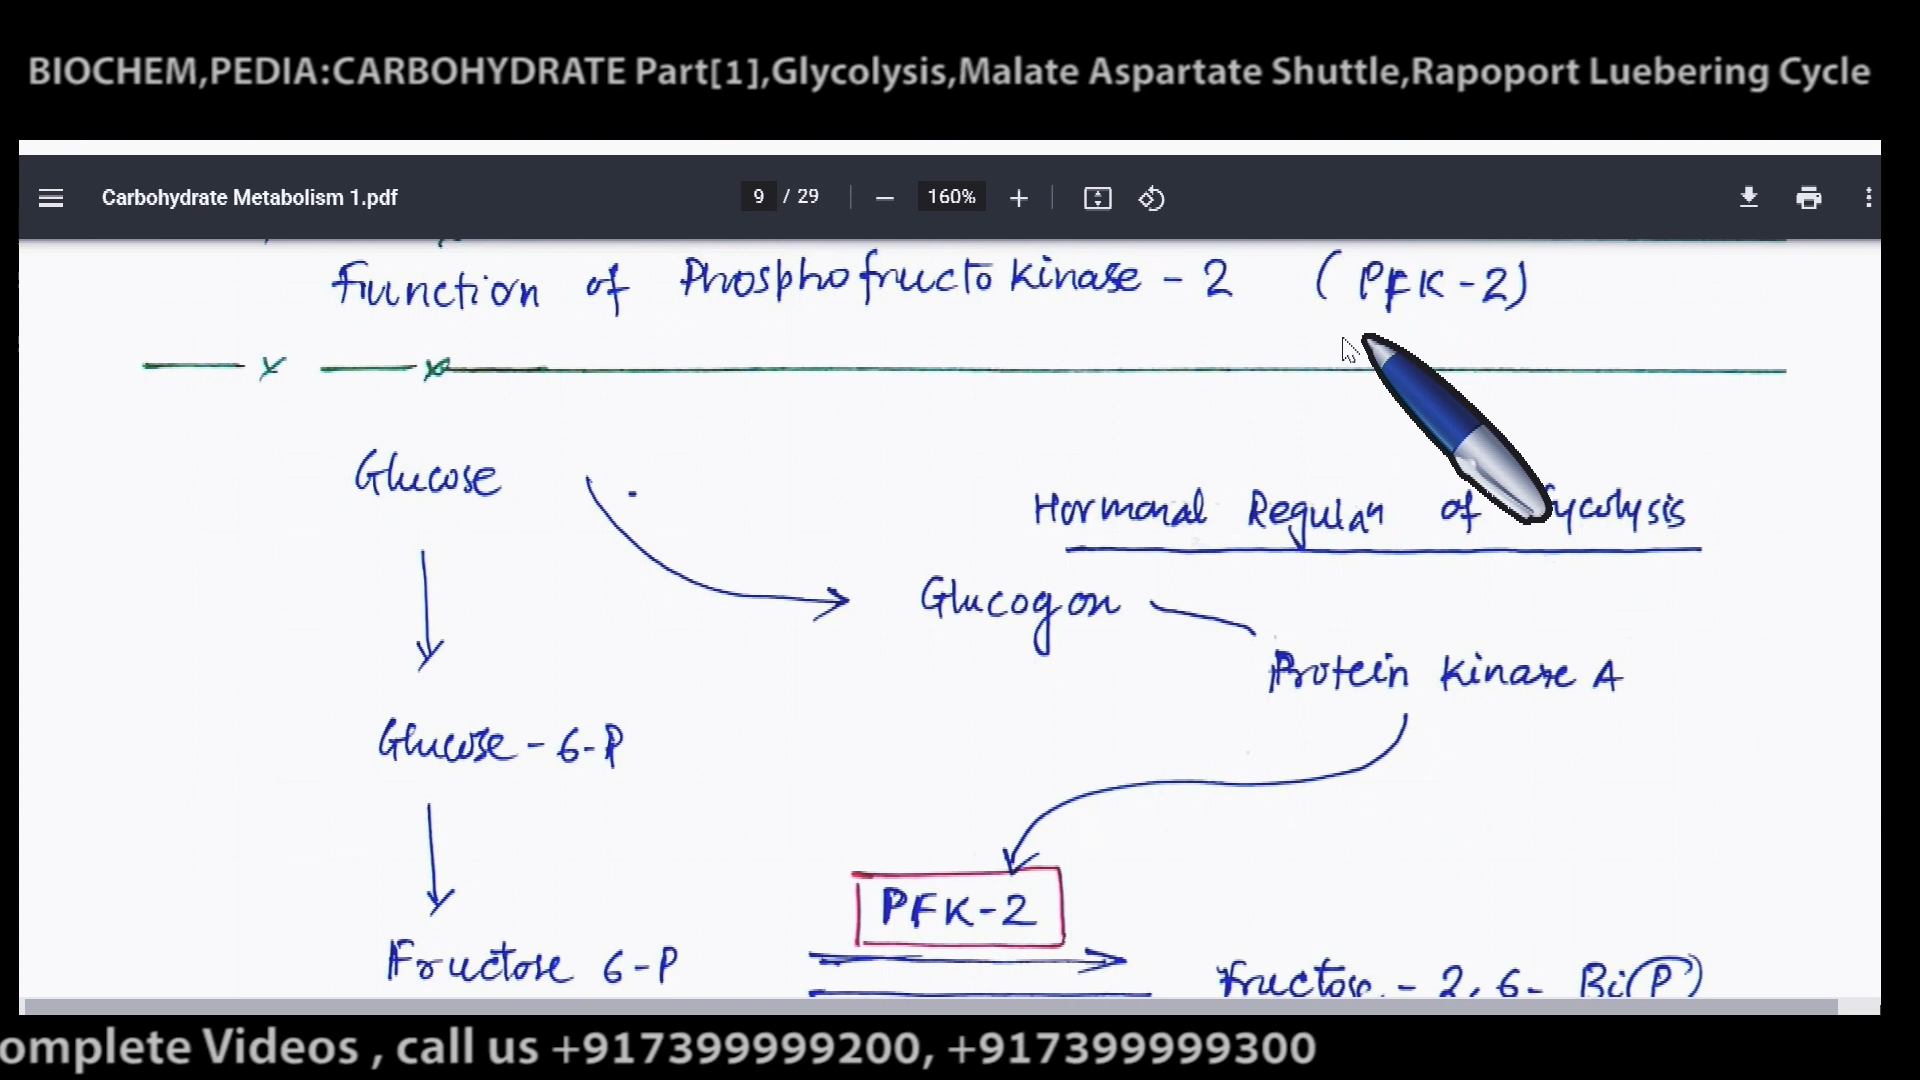 BIOCHEM,PEDIA:CARBOHYDRATE Part[1],Glycolysis,Malate Aspartate Shuttle,Rapoport Luebering Cycle
Carbohydrate Metabolism 1.pdf 9 / 29 160%
Function of Phosphofructokinase - 2 (PFK-2)
Glucose
Hormonal Regulan of ycolysis
Glucogon
Protein Kinase A
Glucose - 6-P
PFK-2
Fructose 6-P
Fructose - 2,6- Bi(P)
omplete Videos , call us +917399999200, +917399999300